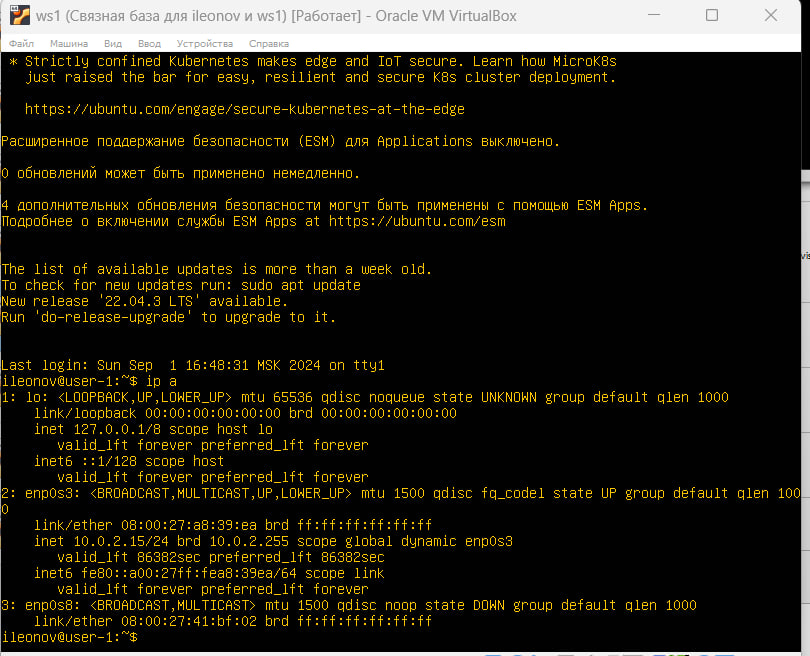 ws1 (Связная база для ileonov и ws1) [Работает] - Oracle VM VirtualBox
Файл Машина Вид Ввод Устройства Справка
* Strictly confined Kubernetes makes edge and IoT secure. Learn how MicroK8s
just raised the bar for easy, resilient and secure K8s cluster deployment.
https://ubuntu.com/engage/secure-kubernetes-at-the-edge
Расширенное поддержание безопасности (ESM) для Applications выключено.
0 обновлений может быть применено немедленно.
4 дополнительных обновления безопасности могут быть применены с помощью ESM Apps.
Подробнее о включении службы ESM Apps at https://ubuntu.com/esm
The list of available updates is more than a week old.
To check for new updates run: sudo apt update
New release '22.04.3 LTS' available.
Run 'do-release-upgrade' to upgrade to it.
Last login: Sun Sep  1 16:48:31 MSK 2024 on tty1
ileonov@user-1:~$ ip a
1: lo: <LOOPBACK,UP,LOWER_UP> mtu 65536 qdisc noqueue state UNKNOWN group default qlen 1000
link/loopback 00:00:00:00:00:00 brd 00:00:00:00:00:00
inet 127.0.0.1/8 scope host lo
valid_lft forever preferred_lft forever
inet6 ::1/128 scope host
valid_lft forever preferred_lft forever
2: enp0s3: <BROADCAST,MULTICAST,UP,LOWER_UP> mtu 1500 qdisc fq_codel state UP group default qlen 100
0
link/ether 08:00:27:a8:39:ea brd ff:ff:ff:ff:ff:ff
inet 10.0.2.15/24 brd 10.0.2.255 scope global dynamic enp0s3
valid_lft 86382sec preferred_lft 86382sec
inet6 fe80::a00:27ff:fea8:39ea/64 scope link
valid_lft forever preferred_lft forever
3: enp0s8: <BROADCAST,MULTICAST> mtu 1500 qdisc noop state DOWN group default qlen 1000
link/ether 08:00:27:41:bf:02 brd ff:ff:ff:ff:ff:ff
ileonov@user-1:~$